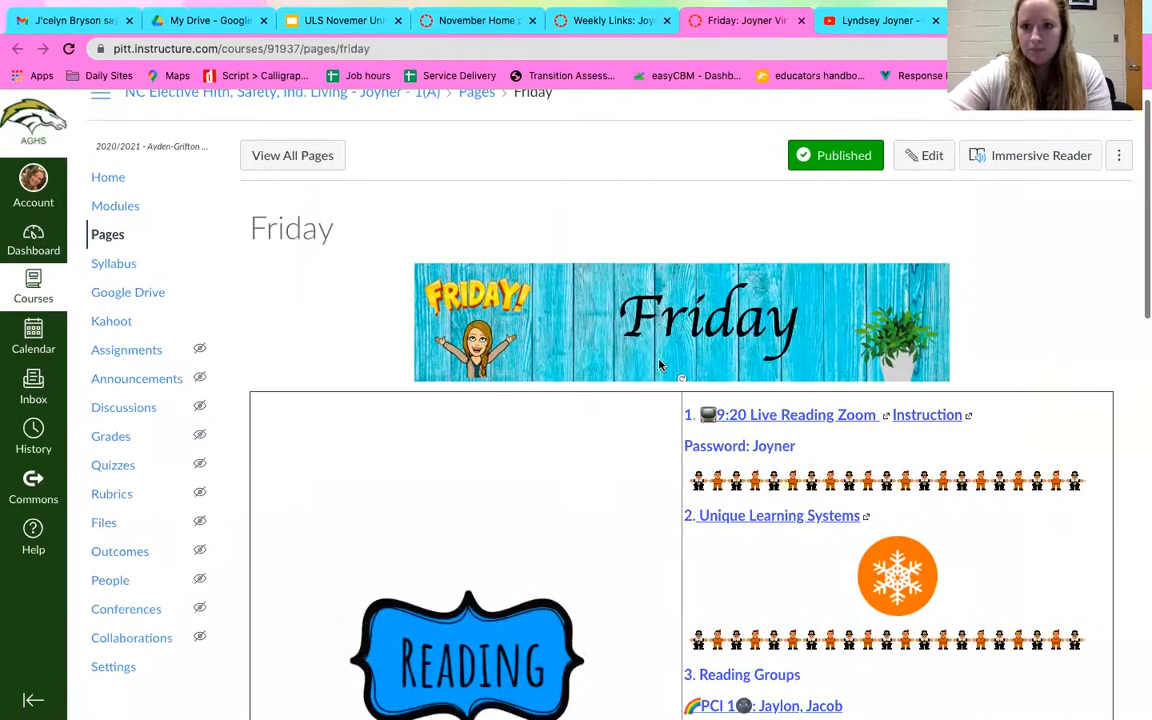 J'celyn Bryson say
My Drive - Google
ULS Novemer Uni
November Home p
Weekly Links: Joy
Friday: Joyner Vir
Lyndsey Joyner -
pitt.instructure.com/courses/91937/pages/friday
Apps
Daily Sites
Maps
Script > Calligrap...
Job hours
Service Delivery
Transition Assess...
easyCBM - Dashb...
educators handbo...
Response
NC Elective Hlth, Safety, Ind. Living - Joyner - 1(A) > Pages > Friday
AGHS
2020/2021 - Ayden-Grifton ...
View All Pages
Published
Edit
Immersive Reader
Account
Dashboard
Courses
Calendar
Inbox
History
Commons
Help
Home
Modules
Pages
Syllabus
Google Drive
Kahoot
Assignments
Announcements
Discussions
Grades
Quizzes
Rubrics
Files
Outcomes
People
Conferences
Collaborations
Settings
Friday
FRIDAY!
Friday
1. 9:20 Live Reading Zoom Instruction
Password: Joyner
2. Unique Learning Systems
READING
3. Reading Groups
PCI 1: Jaylon, Jacob